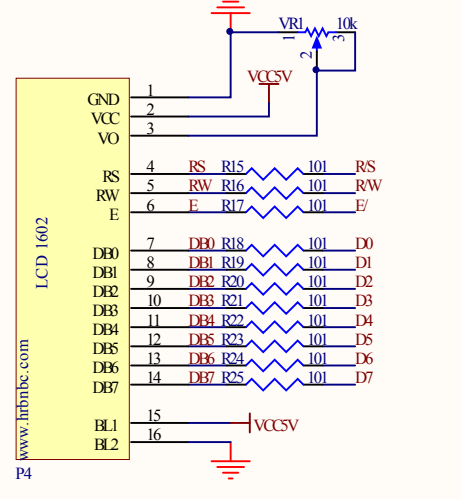 VR1 10k
1 2 3
VCC5V
GND 1
VCC 2
VO 3
RS 4 RS R15 101 R/S
RW 5 RW R16 101 R/W
E 6 E R17 101 E/
DB0 7 DB0 R18 101 D0
DB1 8 DB1 R19 101 D1
DB2 9 DB2 R20 101 D2
DB3 10 DB3 R21 101 D3
DB4 11 DB4 R22 101 D4
DB5 12 DB5 R23 101 D5
DB6 13 DB6 R24 101 D6
DB7 14 DB7 R25 101 D7
BL1 15 VCC5V
BL2 16
LCD 1602
www.hrbnbc.com
P4